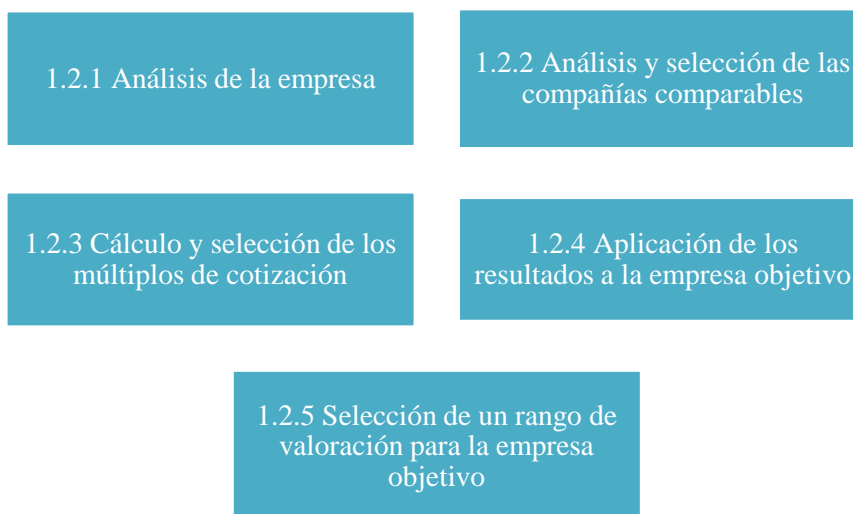 1.2.1 Análisis de la empresa
1.2.2 Análisis y selección de las
compañías comparables
1.2.3 Cálculo y selección de los
múltiplos de cotización
1.2.4 Aplicación de los
resultados a la empresa objetivo
1.2.5 Selección de un rango de
valoración para la empresa
objetivo